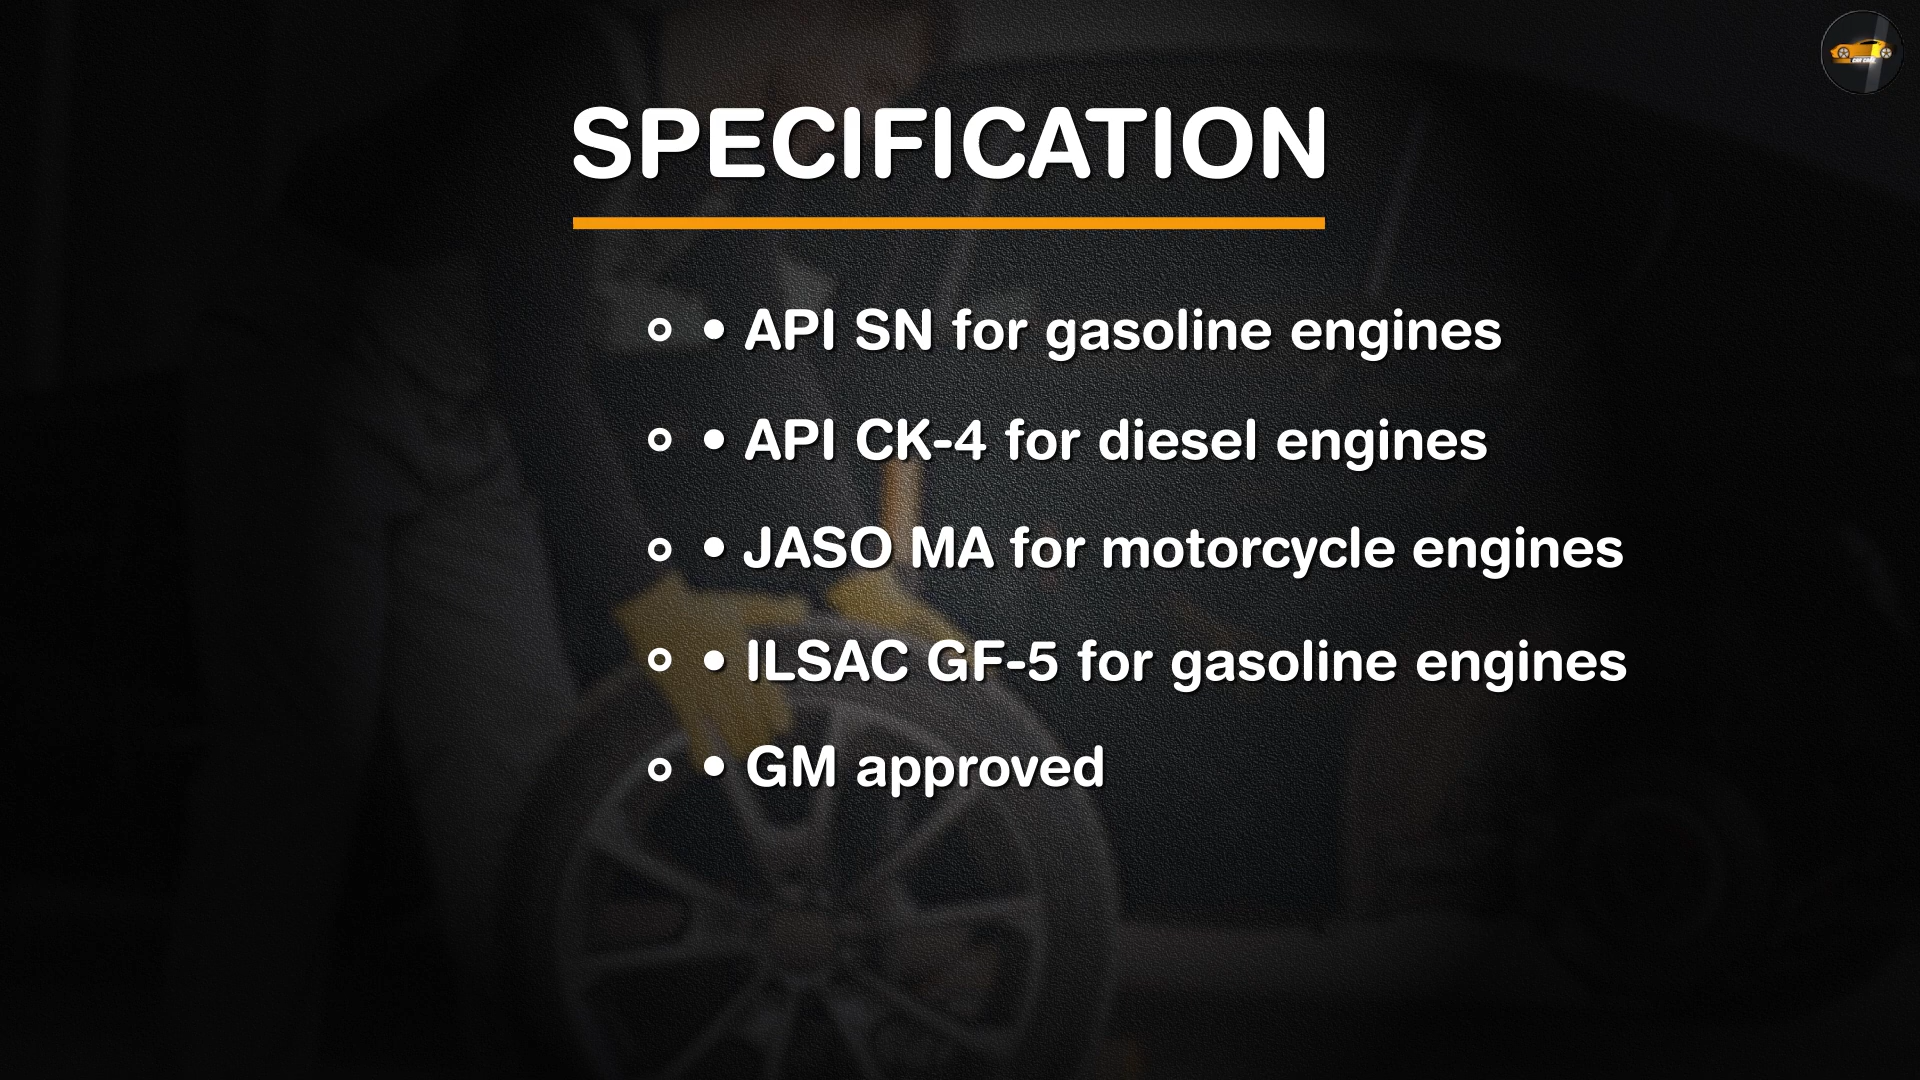 SPECIFICATION
• API SN for gasoline engines
• API CK-4 for diesel engines
• JASO MA for motorcycle engines
• ILSAC GF-5 for gasoline engines
• GM approved